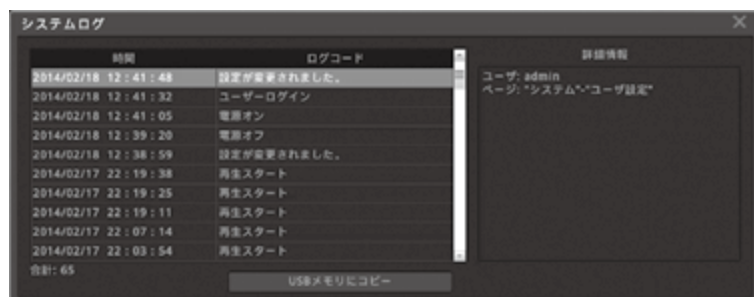 システムログ
時間 ログコード 詳細情報
2014/02/18 12 : 41 : 48 設定が変更されました。 ユーザ: admin
2014/02/18 12 : 41 : 32 ユーザーログイン ページ: "システム"-"ユーザ設定"
2014/02/18 12 : 41 : 05 電源オン
2014/02/18 12 : 39 : 20 電源オフ
2014/02/18 12 : 38 : 59 設定が変更されました。
2014/02/17 22 : 19 : 38 再生スタート
2014/02/17 22 : 19 : 25 再生スタート
2014/02/17 22 : 19 : 11 再生スタート
2014/02/17 22 : 07 : 14 再生スタート
2014/02/17 22 : 03 : 54 再生スタート
合計: 65
USBメモリにコピー